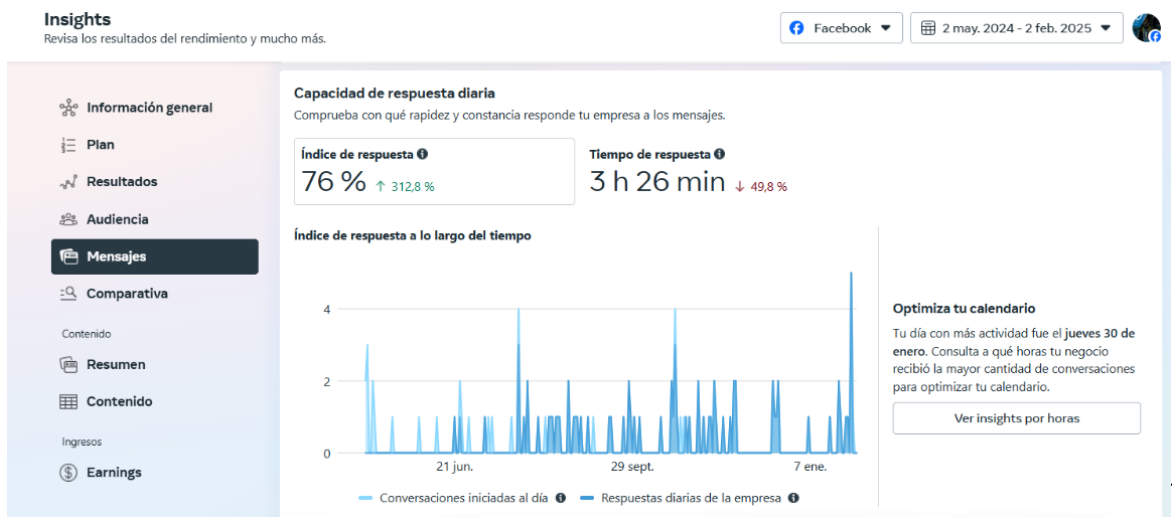 Insights
Revisa los resultados del rendimiento y mucho más.
Facebook
2 may. 2024 - 2 feb. 2025
Información general
Plan
Resultados
Audiencia
Mensajes
Comparativa
Contenido
Resumen
Contenido
Ingresos
Earnings
Capacidad de respuesta diaria
Comprueba con qué rapidez y constancia responde tu empresa a los mensajes.
Índice de respuesta
76 % ↑ 312,8 %
Tiempo de respuesta
3 h 26 min ↓ 49,8 %
Índice de respuesta a lo largo del tiempo
4
2
0
21 jun. 29 sept. 7 ene.
Conversaciones iniciadas al día Respuestas diarias de la empresa
Optimiza tu calendario
Tu día con más actividad fue el jueves 30 de
enero. Consulta a qué horas tu negocio
recibió la mayor cantidad de conversaciones
para optimizar tu calendario.
Ver insights por horas